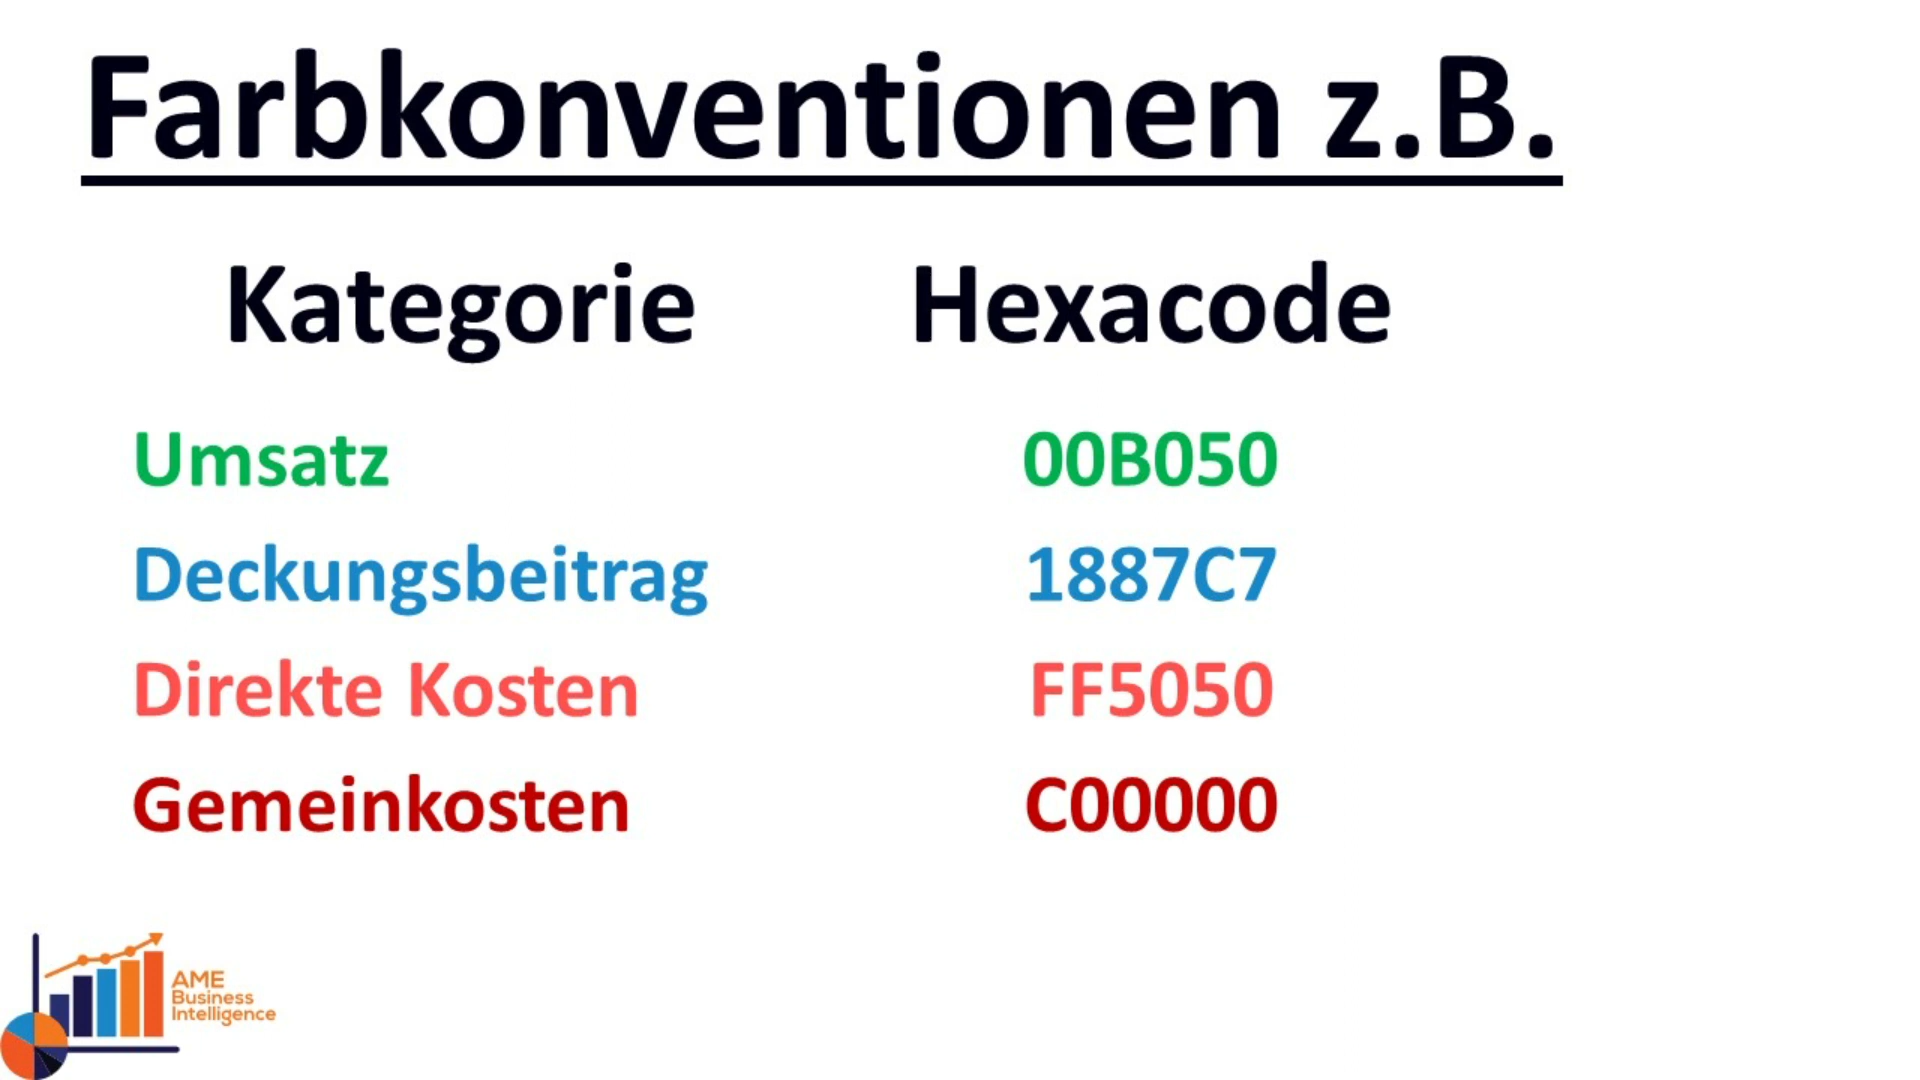 Farbkonventionen z.B.
Kategorie Hexacode
Umsatz 00B050
Deckungsbeitrag 1887C7
Direkte Kosten FF5050
Gemeinkosten C00000
AME
Business
Intelligence